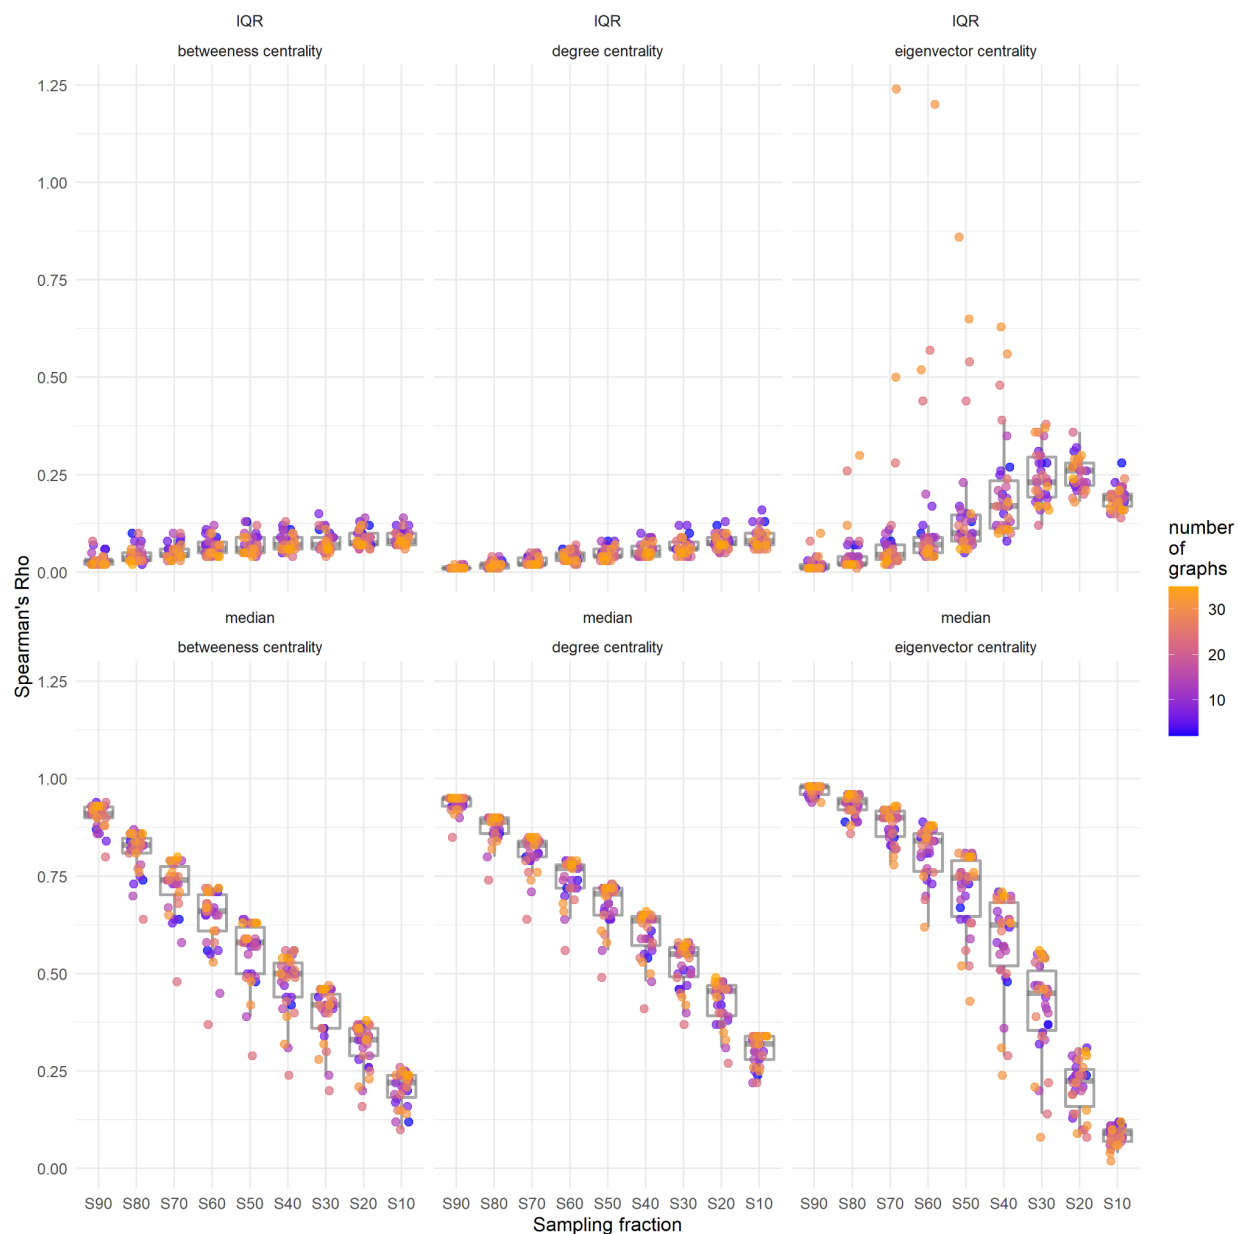 IQR
betweeness centrality
IQR
degree centrality
IQR
eigenvector centrality
1.25
1.00
0.75
0.50
0.25
0.00
Spearman's Rho
median
betweeness centrality
median
degree centrality
median
eigenvector centrality
1.25
1.00
0.75
0.50
0.25
0.00
S90 S80 S70 S60 S50 S40 S30 S20 S10
S90 S80 S70 S60 S50 S40 S30 S20 S10
S90 S80 S70 S60 S50 S40 S30 S20 S10
Sampling fraction
number
of
graphs
30
20
10